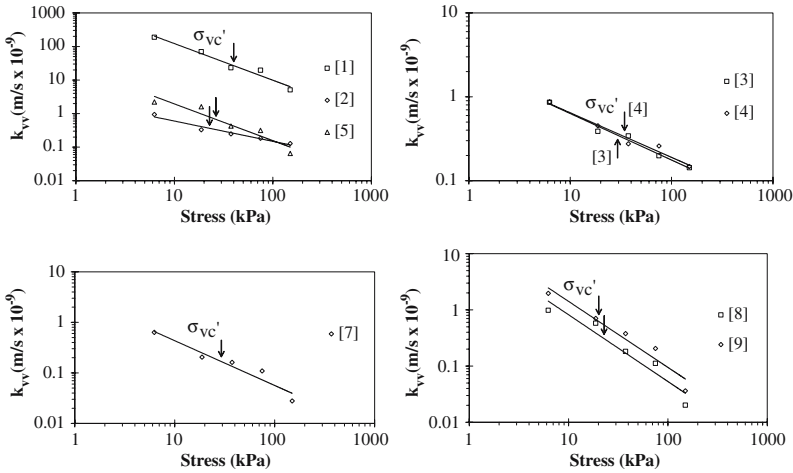 1000
100
10
1
0.1
0.01
k_vv(m/s x 10^-9)
σ_vc'
[1]
[2]
[5]
1 10 100 1000
Stress (kPa)
10
1
0.1
k_vv(m/s x 10^-9)
σ_vc'
[4]
[3]
[3]
[4]
1 10 100 1000
Stress (kPa)
10
1
0.1
0.01
k_vv(m/s x 10^-9)
σ_vc'
[7]
1 10 100 1000
Stress (kPa)
10
1
0.1
0.01
k_vv(m/s x 10^-9)
σ_vc'
[8]
[9]
1 10 100 1000
Stress (kPa)